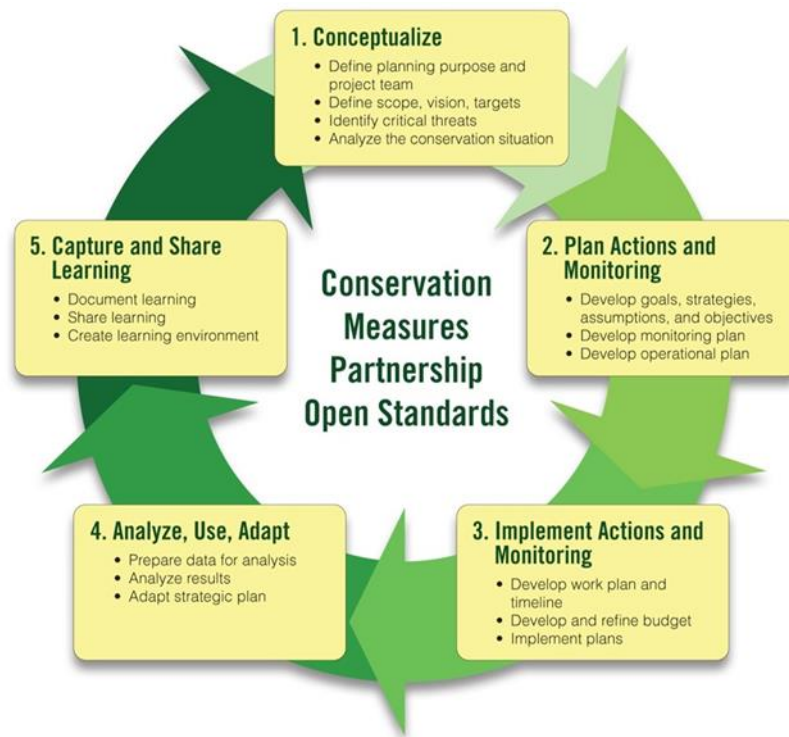 1. Conceptualize
• Define planning purpose and
project team
• Define scope, vision, targets
• Identify critical threats
• Analyze the conservation situation
2. Plan Actions and
Monitoring
• Develop goals, strategies,
assumptions, and objectives
• Develop monitoring plan
• Develop operational plan
3. Implement Actions and
Monitoring
• Develop work plan and
timeline
• Develop and refine budget
• Implement plans
4. Analyze, Use, Adapt
• Prepare data for analysis
• Analyze results
• Adapt strategic plan
5. Capture and Share
Learning
• Document learning
• Share learning
• Create learning environment
Conservation
Measures
Partnership
Open Standards